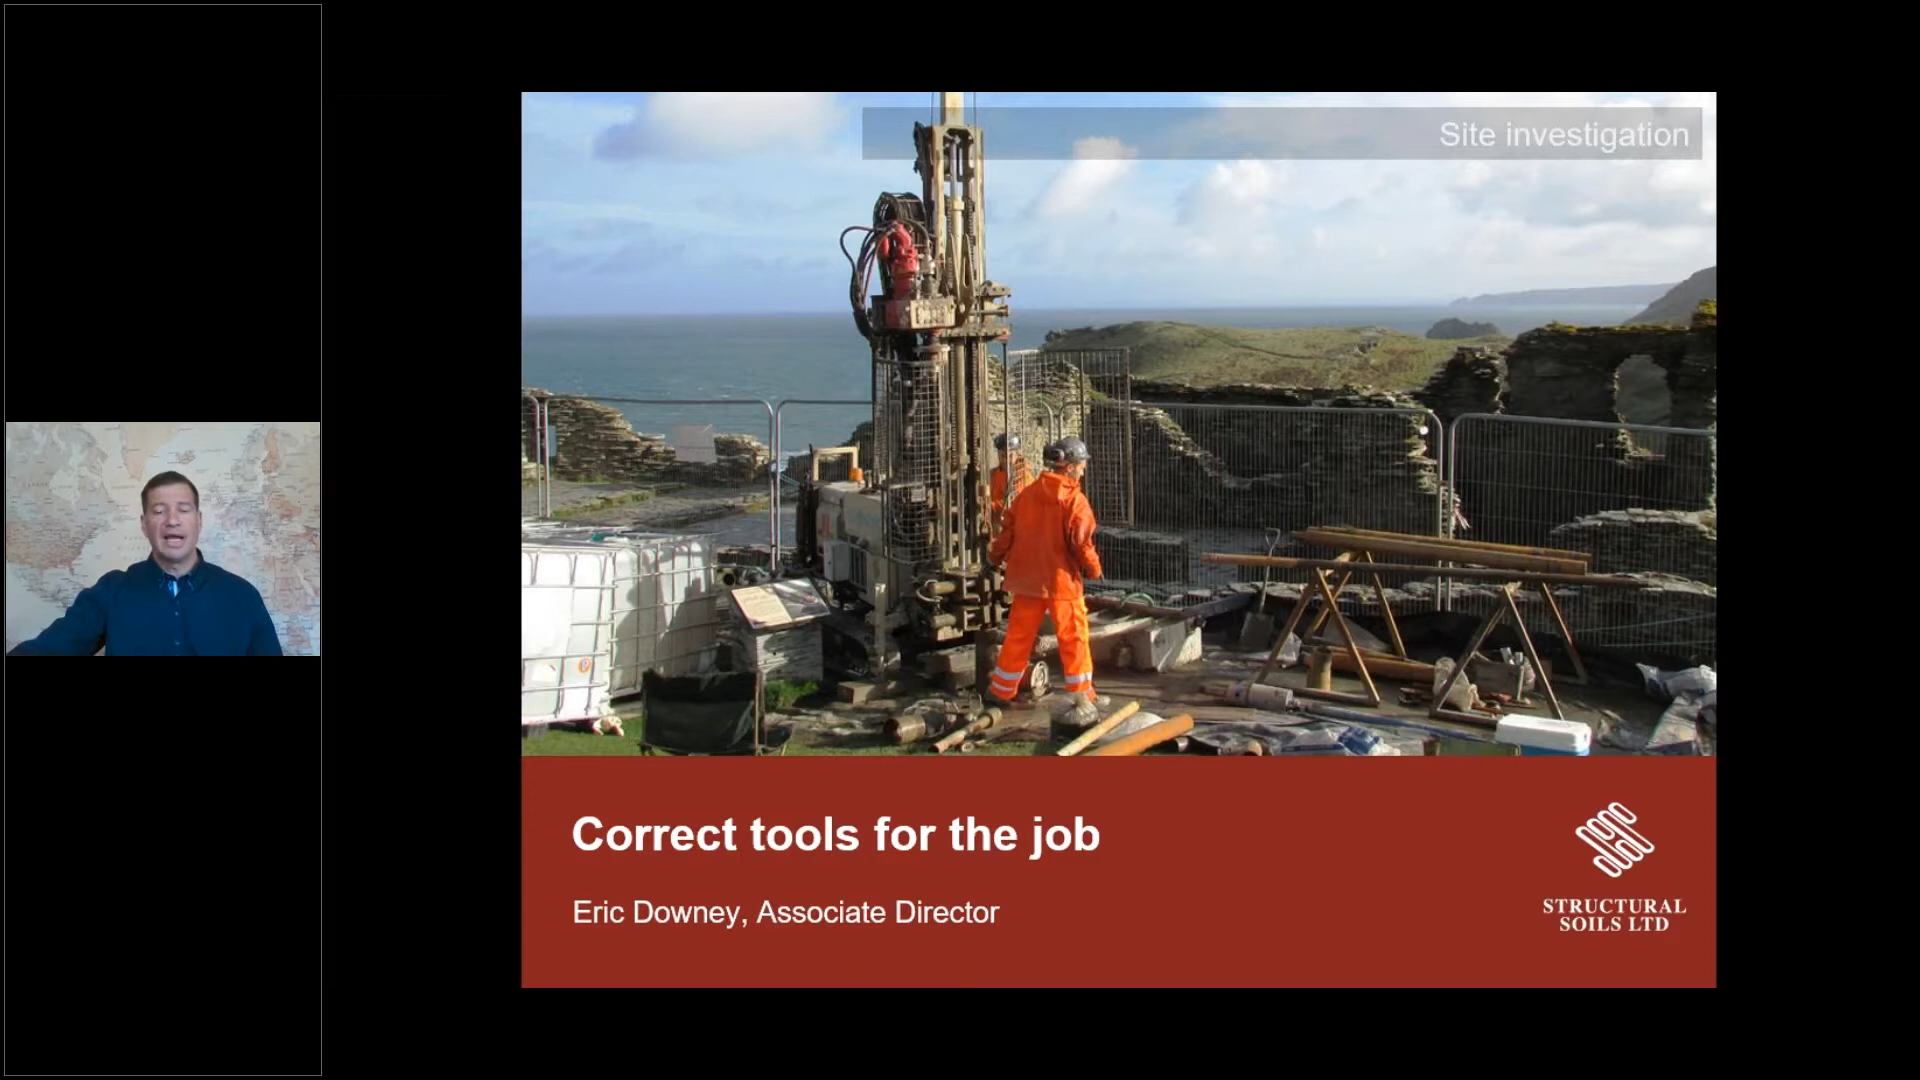 Site investigation
Correct tools for the job
Eric Downey, Associate Director
STRUCTURAL
SOILS LTD